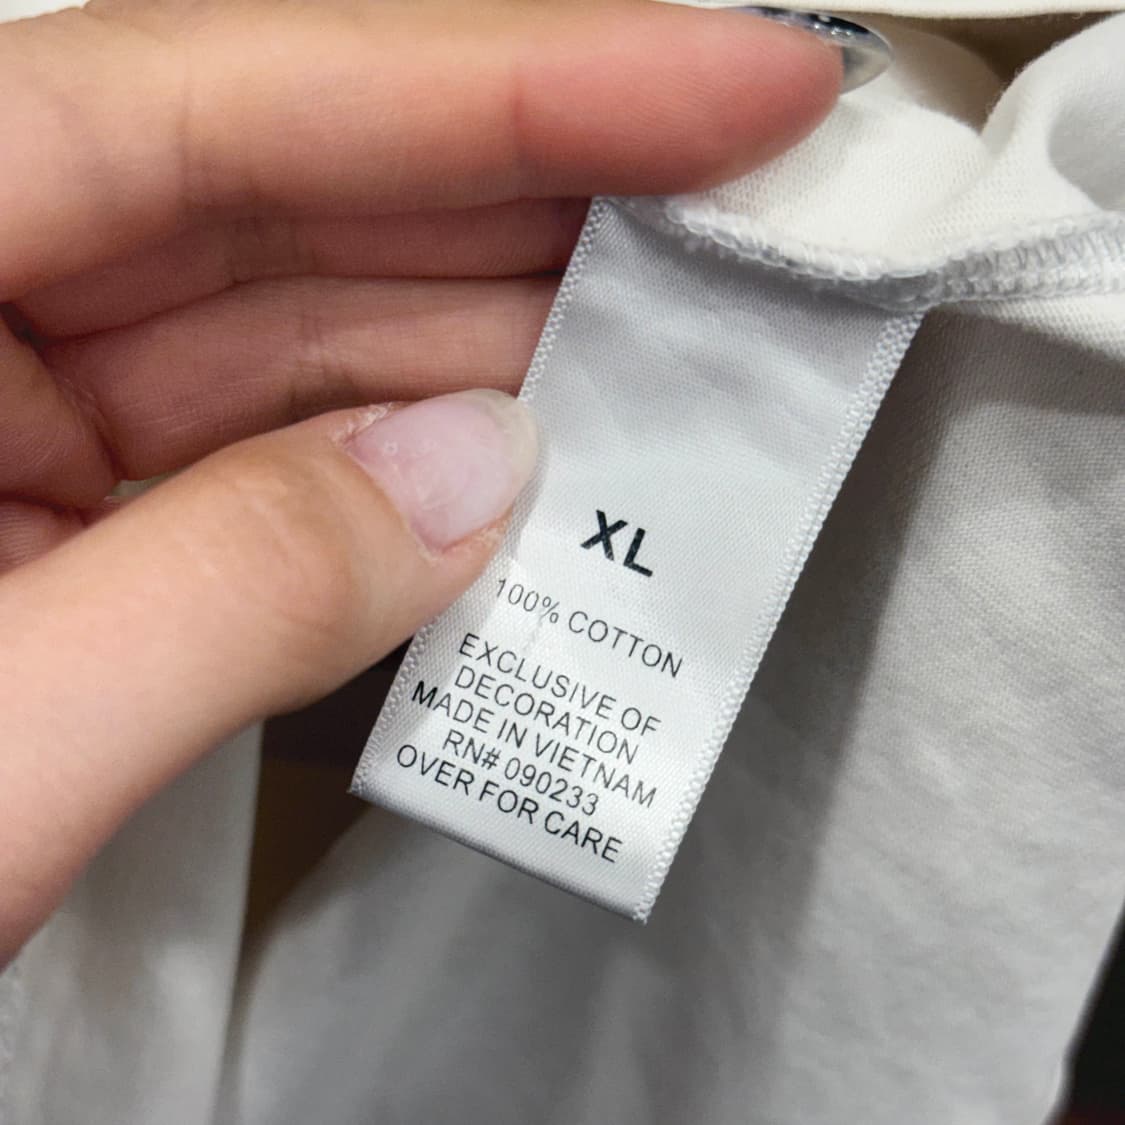 XL
100% COTTON
EXCLUSIVE OF
DECORATION
MADE IN VIETNAM
RN# 090233
OVER FOR CARE